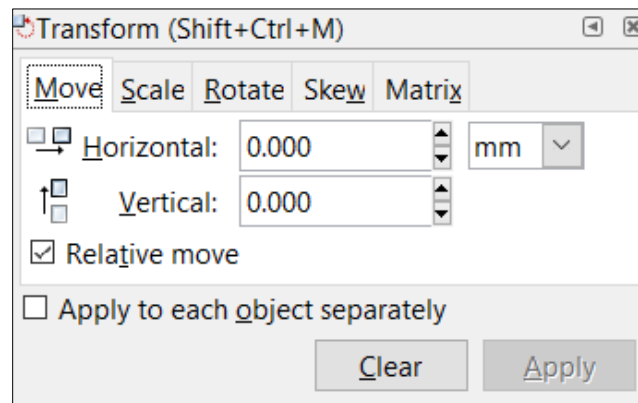 Transform (Shift+Ctrl+M)
Move Scale Rotate Skew Matrix
Horizontal: 0.000 mm
Vertical: 0.000
Relative move
Apply to each object separately
Clear Apply